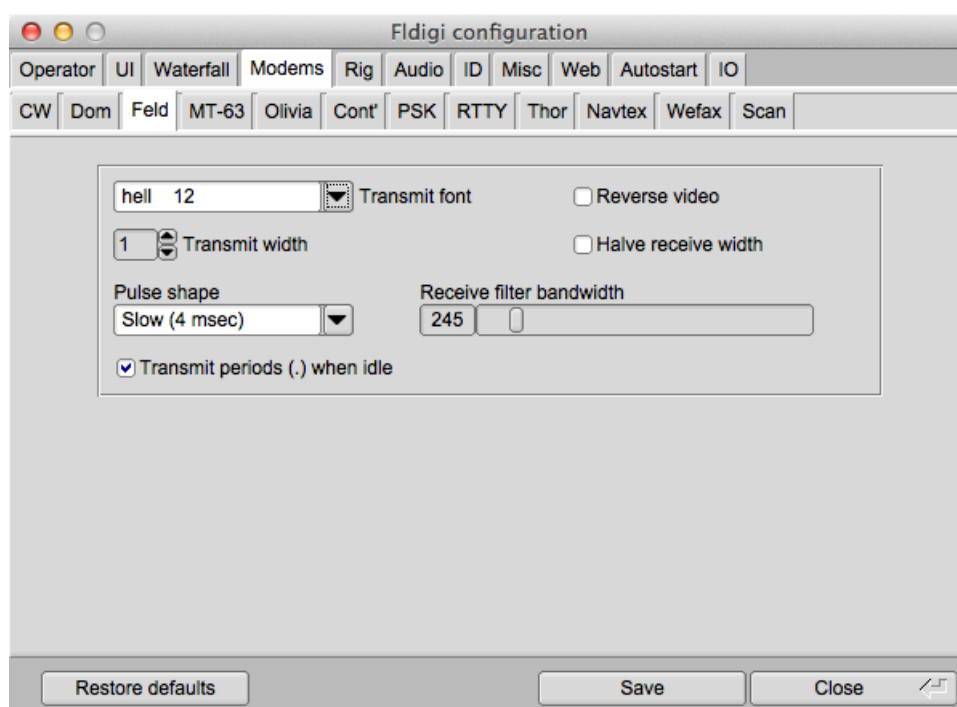 Fldigi configuration
Operator UI Waterfall Modems Rig Audio ID Misc Web Autostart IO
CW Dom Feld MT-63 Olivia Cont' PSK RTTY Thor Navtex Wefax Scan
hell 12 Transmit font Reverse video
1 Transmit width Halve receive width
Pulse shape Receive filter bandwidth
Slow (4 msec) 245
Transmit periods (.) when idle
Restore defaults Save Close